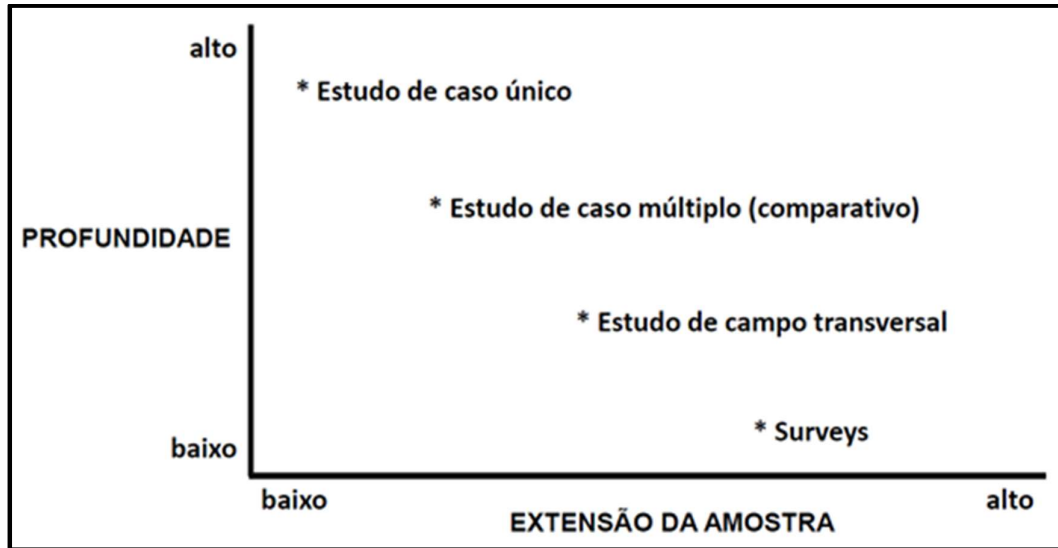 alto
* Estudo de caso único
* Estudo de caso múltiplo (comparativo)
PROFUNDIDADE
* Estudo de campo transversal
* Surveys
baixo
baixo
alto
EXTENSÃO DA AMOSTRA